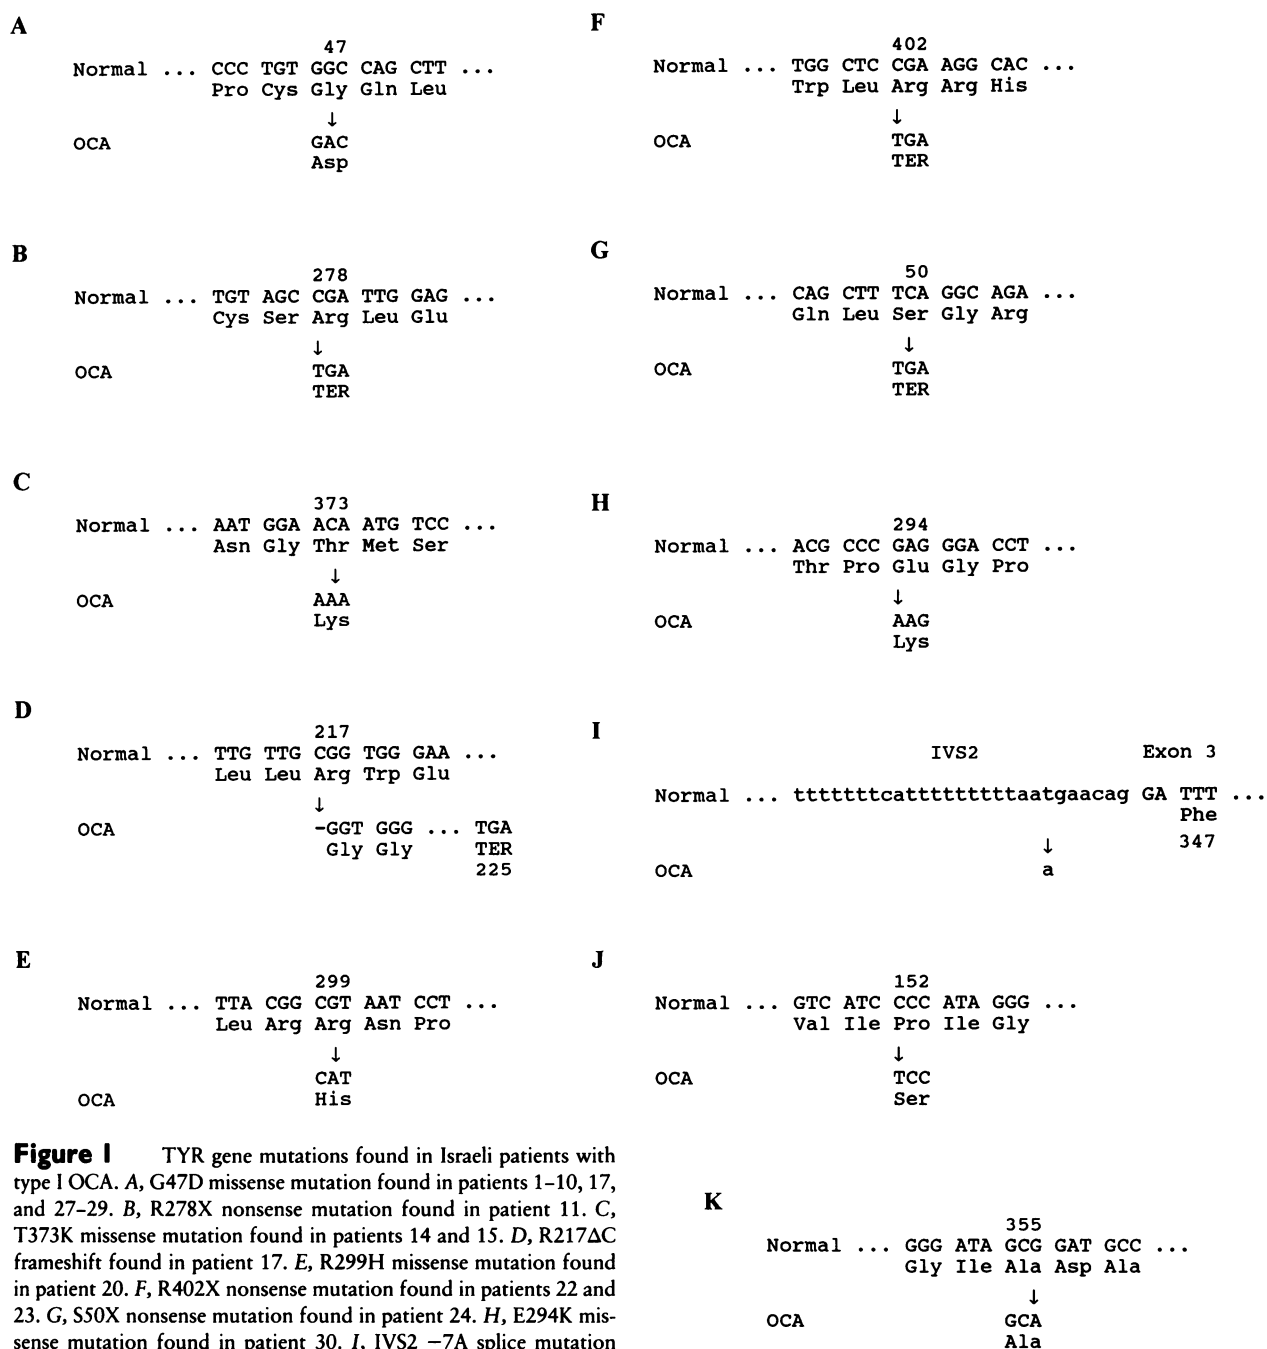 A
47
Normal ... CCC TGT GGC CAG CTT ...
Pro Cys Gly Gln Leu
↓
OCA GAC
Asp
B
278
Normal ... TGT AGC CGA TTG GAG ...
Cys Ser Arg Leu Glu
↓
OCA TGA
TER
C
373
Normal ... AAT GGA ACA ATG TCC ...
Asn Gly Thr Met Ser
↓
OCA AAA
Lys
D
217
Normal ... TTG TTG CGG TGG GAA ...
Leu Leu Arg Trp Glu
↓
OCA -GGT GGG ... TGA
Gly Gly TER
225
E
299
Normal ... TTA CGG CGT AAT CCT ...
Leu Arg Arg Asn Pro
↓
CAT
OCA His
Figure 1 TYR gene mutations found in Israeli patients with
type I OCA. A, G47D missense mutation found in patients 1–10, 17,
and 27–29. B, R278X nonsense mutation found in patient 11. C,
T373K missense mutation found in patients 14 and 15. D, R217ΔC
frameshift found in patient 17. E, R299H missense mutation found
in patient 20. F, R402X nonsense mutation found in patients 22 and
23. G, S50X nonsense mutation found in patient 24. H, E294K mis-
sense mutation found in patient 30. I, IVS2 −7A splice mutation
F
402
Normal ... TGG CTC CGA AGG CAC ...
Trp Leu Arg Arg His
↓
OCA TGA
TER
G
50
Normal ... CAG CTT TCA GGC AGA ...
Gln Leu Ser Gly Arg
↓
OCA TGA
TER
H
294
Normal ... ACG CCC GAG GGA CCT ...
Thr Pro Glu Gly Pro
↓
OCA AAG
Lys
I
IVS2 Exon 3
Normal ... tttttttcatttttttttaatgaacag GA TTT ...
Phe
↓ 347
OCA a
J
152
Normal ... GTC ATC CCC ATA GGG ...
Val Ile Pro Ile Gly
↓
OCA TCC
Ser
K
355
Normal ... GGG ATA GCG GAT GCC ...
Gly Ile Ala Asp Ala
↓
OCA GCA
Ala